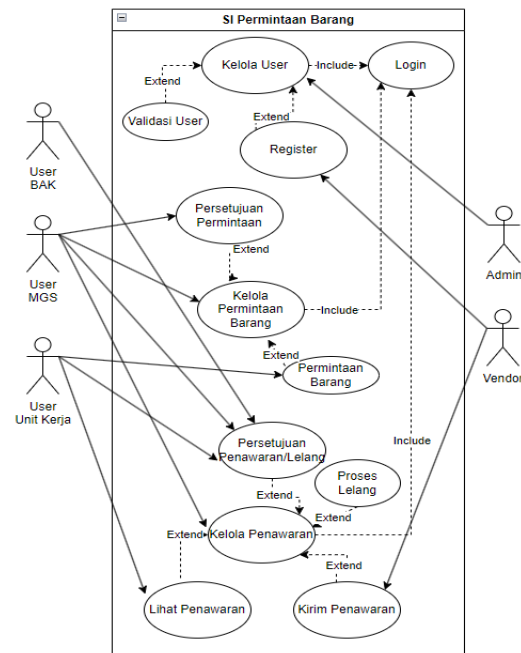 SI Permintaan Barang
Kelola User
Include
Login
Extend
Validasi User
Extend
Register
User
BAK
Persetujuan
Permintaan
Extend
User
MGS
Admin
Kelola
Permintaan
Barang
Include
Extend
Permintaan
Barang
User
Unit Kerja
Vendor
Persetujuan
Penawaran/Lelang
Include
Proses
Lelang
Extend
Extend
Extend
Kelola Penawaran
Extend
Lihat Penawaran
Kirim Penawaran